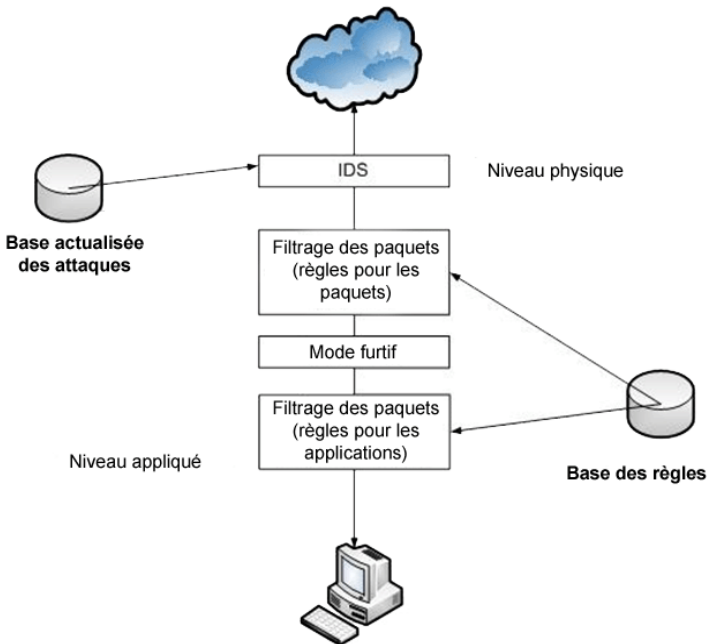 IDS
Niveau physique
Base actualisée
des attaques
Filtrage des paquets
(règles pour les
paquets)
Mode furtif
Filtrage des paquets
(règles pour les
applications)
Niveau appliqué
Base des règles